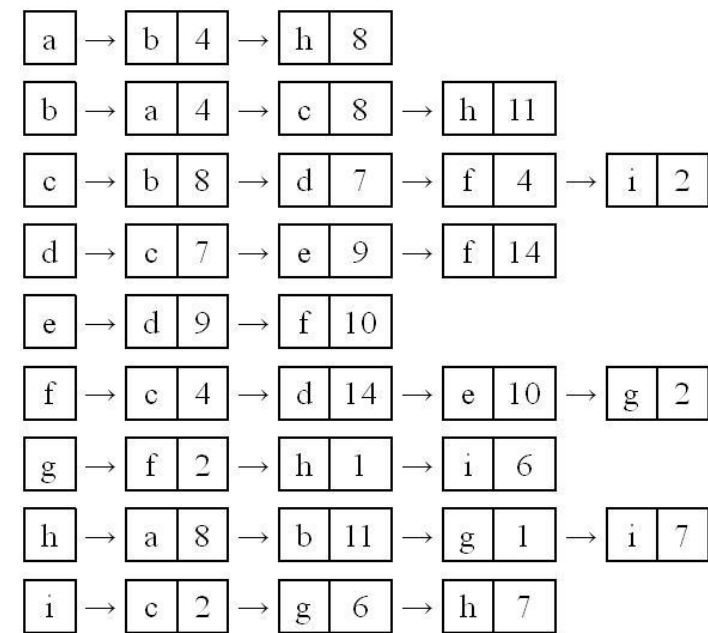 a → b 4 → h 8
b → a 4 → c 8 → h 11
c → b 8 → d 7 → f 4 → i 2
d → c 7 → e 9 → f 14
e → d 9 → f 10
f → c 4 → d 14 → e 10 → g 2
g → f 2 → h 1 → i 6
h → a 8 → b 11 → g 1 → i 7
i → c 2 → g 6 → h 7